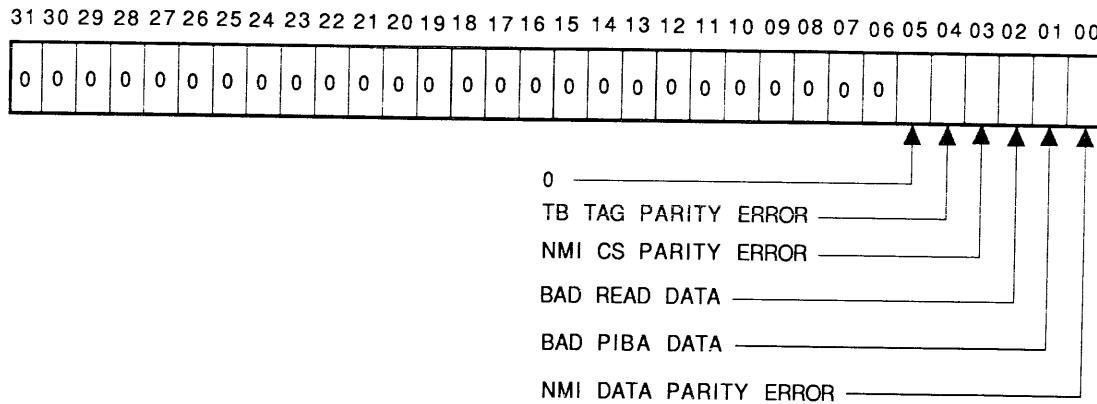 31 30 29 28 27 26 25 24 23 22 21 20 19 18 17 16 15 14 13 12 11 10 09 08 07 06 05 04 03 02 01 00
0 0 0 0 0 0 0 0 0 0 0 0 0 0 0 0 0 0 0 0 0 0 0 0 0 0
0
TB TAG PARITY ERROR
NMI CS PARITY ERROR
BAD READ DATA
BAD PIBA DATA
NMI DATA PARITY ERROR